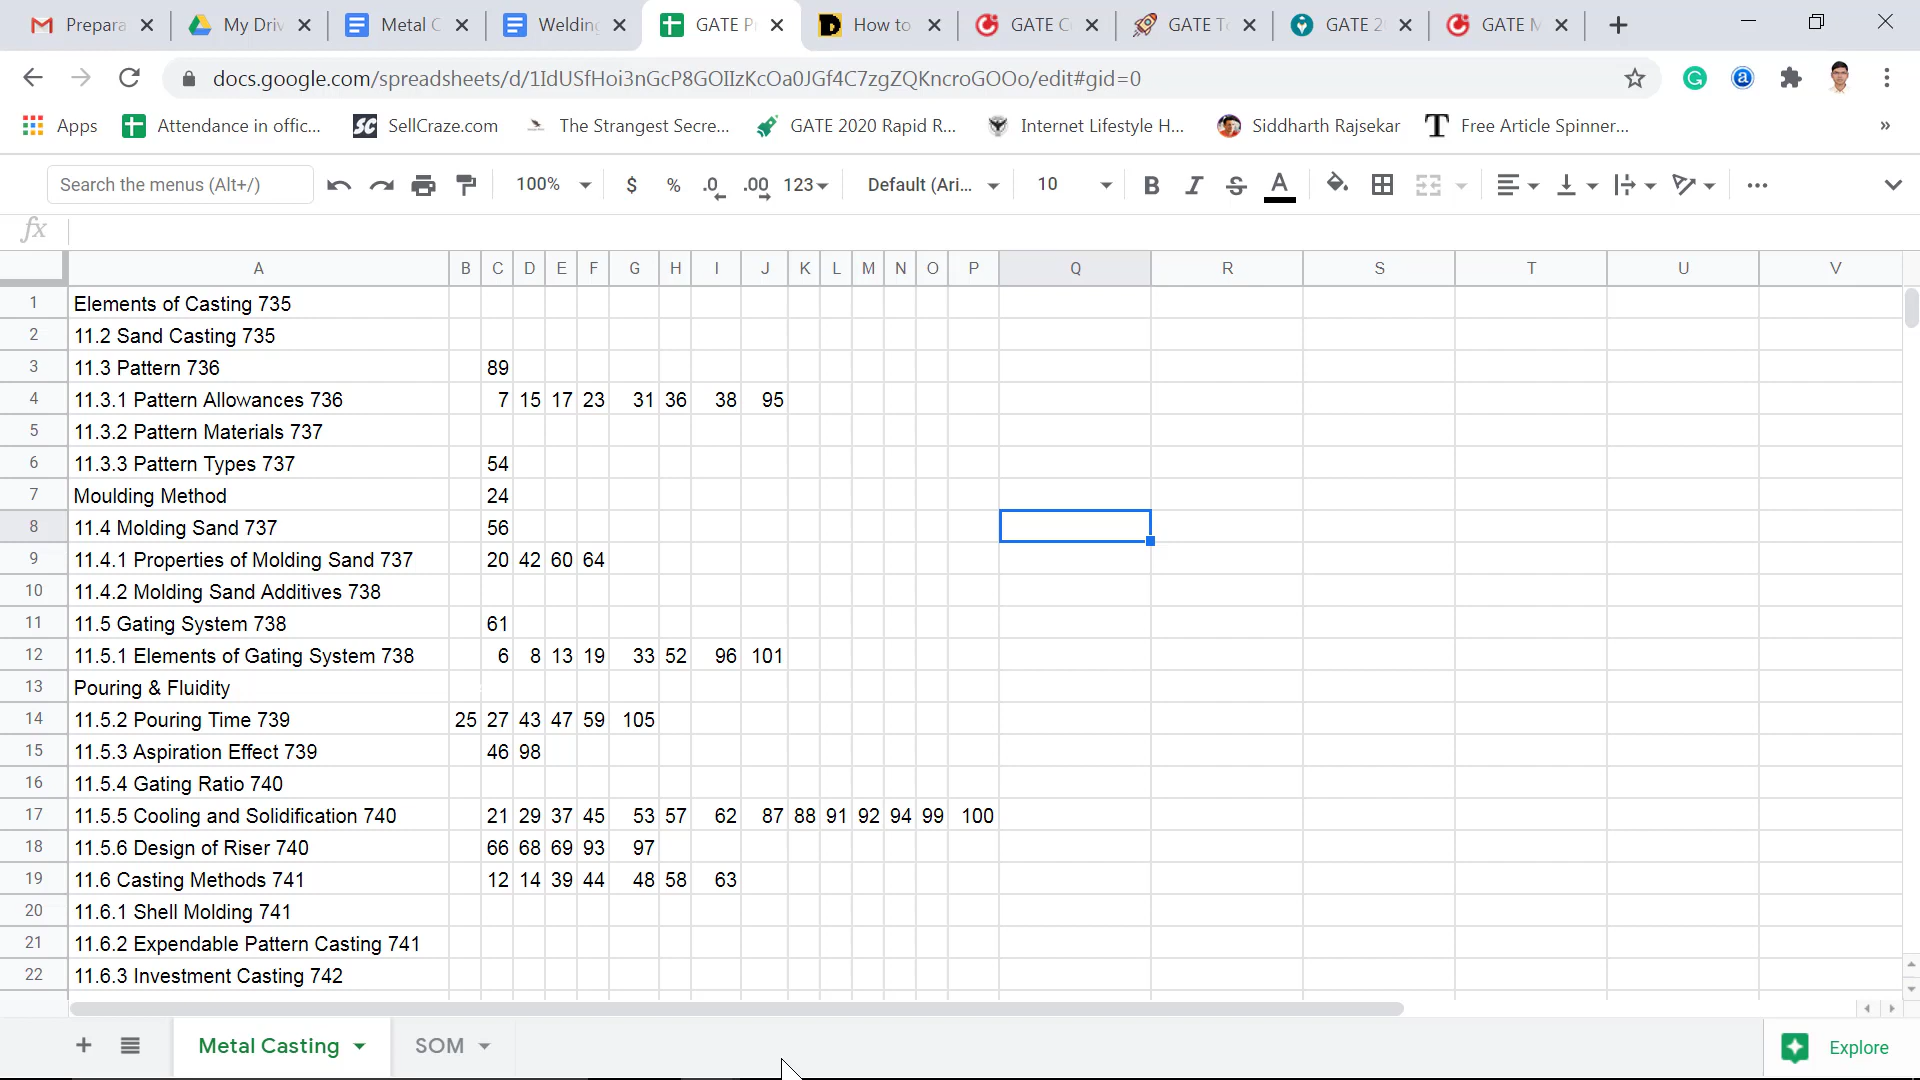 Prepara My Driv Metal C Welding GATE P How to GATE C GATE T GATE 2 GATE M
docs.google.com/spreadsheets/d/1IdUSfHoi3nGcP8GOIIzKcOa0JGf4C7zgZQKncroGOOo/edit#gid=0
Apps Attendance in offic... SellCraze.com The Strangest Secre... GATE 2020 Rapid R... Internet Lifestyle H... Siddharth Rajsekar Free Article Spinner... »
Search the menus (Alt+/) 100% $ % .0 .00 123 Default (Ari... 10 B I S A
fx
A B C D E F G H I J K L M N O P Q R S T U V
1 Elements of Casting 735
2 11.2 Sand Casting 735
3 11.3 Pattern 736 89
4 11.3.1 Pattern Allowances 736 7 15 17 23 31 36 38 95
5 11.3.2 Pattern Materials 737
6 11.3.3 Pattern Types 737 54
7 Moulding Method 24
8 11.4 Molding Sand 737 56
9 11.4.1 Properties of Molding Sand 737 20 42 60 64
10 11.4.2 Molding Sand Additives 738
11 11.5 Gating System 738 61
12 11.5.1 Elements of Gating System 738 6 8 13 19 33 52 96 101
13 Pouring & Fluidity
14 11.5.2 Pouring Time 739 25 27 43 47 59 105
15 11.5.3 Aspiration Effect 739 46 98
16 11.5.4 Gating Ratio 740
17 11.5.5 Cooling and Solidification 740 21 29 37 45 53 57 62 87 88 91 92 94 99 100
18 11.5.6 Design of Riser 740 66 68 69 93 97
19 11.6 Casting Methods 741 12 14 39 44 48 58 63
20 11.6.1 Shell Molding 741
21 11.6.2 Expendable Pattern Casting 741
22 11.6.3 Investment Casting 742
Metal Casting SOM Explore